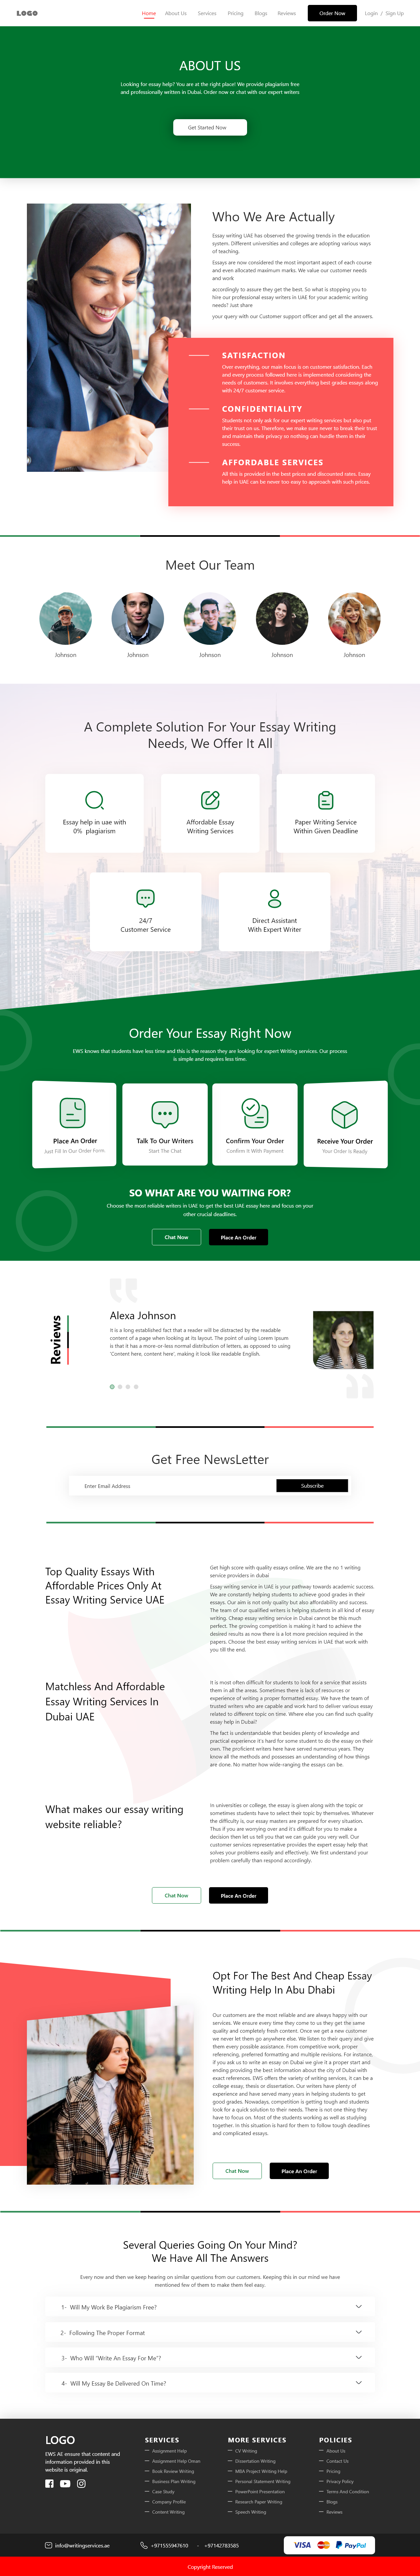 LOGO
Home
About Us
Services
Pricing
Blogs
Reviews
Order Now
Login / Sign Up
ABOUT US
Looking for essay help? You are at the right place! We provide plagiarism free
and professionally written in Dubai. Order now or chat with our expert writers
Get Started Now
Who We Are Actually
Essay writing UAE has observed the growing trends in the education
system. Different universities and colleges are adopting various ways
of teaching.
Essays are now considered the most important aspect of each course
and even allocated maximum marks. We value our customer needs
and work
accordingly to assure they get the best. So what is stopping you to
hire our professional essay writers in UAE for your academic writing
needs? Just share
your query with our Customer support officer and get all the answers.
SATISFACTION
Over everything, our main focus is on customer satisfaction. Each
and every process followed here is implemented considering the
needs of customers. It involves everything best grades essays along
with 24/7 customer service.
CONFIDENTIALITY
Students not only ask for our expert writing services but also put
their trust on us. Therefore, we make sure never to break their trust
and maintain their privacy so nothing can hurdle them in their
success
AFFORDABLE SERVICES
All this is provided in the best prices and discounted rates. Essay
help in UAE can be never too easy to approach with such prices.
Meet Our Team
Johnson
Johnson
Johnson
Johnson
Johnson
A Complete Solution For Your Essay Writing
Needs, We Offer It All
Essay help in uae with
0% plagiarism
Affordable Essay
Writing Services
Paper Writing Service
Within Given Deadline
24/7
Customer Service
Direct Assistant
With Expert Writer
Order Your Essay Right Now
EWS knows that students have less time and this is the reason they are looking for expert Writing services. Our process
is simple and requires less time.
Place An Order
Just Fill In Our Order Form
Talk To Our Writers
Start The Chat
Confirm Your Order
Confirm It With Payment
Receive Your Order
Your Order is Ready
SO WHAT ARE YOU WAITING FOR?
Choose the most reliable writers in UAE to get the best UAE essay here and focus on your
other crucial deadlines.
Chat Now
Place An Order
Reviews
Alexa Johnson
It is a long established fact that a reader will be distracted by the readable
content of a page when looking at its layout. The point of using Lorem Ipsum
is that it has a more-or-less normal distribution of letters, as opposed to using
'Content here, content here', making it look like readable English.
Get Free NewsLetter
Enter Email Address
Subscribe
Top Quality Essays With
Affordable Prices Only At
Essay Writing Service UAE
Get high score with quality essays online. We are the no 1 writing
service providers in dubai
Essay writing service in UAE is your pathway towards academic success.
We are constantly helping students to achieve good grades in their
essays. Our aim is not only quality but also affordability and success.
The team of our qualified writers is helping students in all kind of essay
writing. Cheap essay writing service in Dubai cannot be this much
perfect. The growing competition is making it hard to achieve the
desired results as now there is a lot more precision required in the
papers. Choose the best essay writing services in UAE that work with
you till the end.
Matchless And Affordable
Essay Writing Services In
Dubai UAE
It is most often difficult for students to look for a service that assists
them in all the areas. Sometimes there is lack of resources or
experience of writing a proper formatted essay. We have the team of
trusted writers who are capable and work hard to deliver various essay
related to different topic on time. Where else you can find such quality
essay help in Dubai?
The fact is understandable that besides plenty of knowledge and
practical experience it's hard for some student to do the essay on their
own. The proficient writers here have served numerous years. They
know all the methods and possesses an understanding of how things
are done. No matter how-paradox ranging the essays can be.
What makes our essay writing
website reliable?
In universities or college, the essay is given along with the topic or
sometimes students have to select their topic by themselves. Whatever
the difficulty is, our essay masters are prepared for every situation.
Thus if you are worrying over and it's difficult for you to make a
decision then let us tell you that we can guide you very well. Our
customer services representative provides the expert essay help that
solves your problems easily and effectively. We first understand your
problem carefully than respond accordingly.
Chat Now
Place An Order
Opt For The Best And Cheap Essay
Writing Help In Abu Dhabi
Our customers are the most reliable and are always happy with our
services. We ensure every time they come to us they get the same
quality and completely fresh content. Once we get a new customer
we never let them go anywhere else. We listen to their query and give
them every possible assistance. From competitive work, proper
referencing, preferred formatting and multiple revisions. For instance,
if you ask us to write an essay on Dubai we give it a proper start and
ending providing the best information about the city of Dubai with
exact references. EWS offers the variety of writing services, it can be a
college essay, thesis or dissertation. Our writers have plenty of
experience and have served many years in helping students to get
good grades. Nowadays, competition is getting tough and students
look for a quick solution to their needs. There is not one thing they
have to focus on. Most of the students working as well as studying
together. In this situation is hard for them to follow tough deadlines
and complicated essays.
Chat Now
Place An Order
Several Queries Going On Your Mind?
We Have All The Answers
Every now and then we keep hearing on similar questions from our customers. Keeping this in our mind we have
mentioned few of them to make them feel easy.
1- Will My Work Be Plagiarism Free?
2- Following The Proper Format
3- Who Will "Write An Essay For Me"?
4- Will My Essay Be Delivered On Time?
LOGO
EWS AE ensure that content and
information provided in this
website is original.
SERVICES
Assignment Help
Assignment Help Oman
Book Review Writing
Business Plan Writing
Case Study
Company Profile
Content Writing
MORE SERVICES
CV Writing
Dissertation Writing
MBA Project Writing Help
Personal Statement Writing
Powerpoint Presentation
Research Paper Writing
Speech Writing
POLICIES
About Us
Contact Us
Pricing
Privacy Policy
Terms And Condition
Blogs
Reviews
info@writingservices.ae
+971555947610 - +97142783585
VISA
PayPal
Copyright Reserved